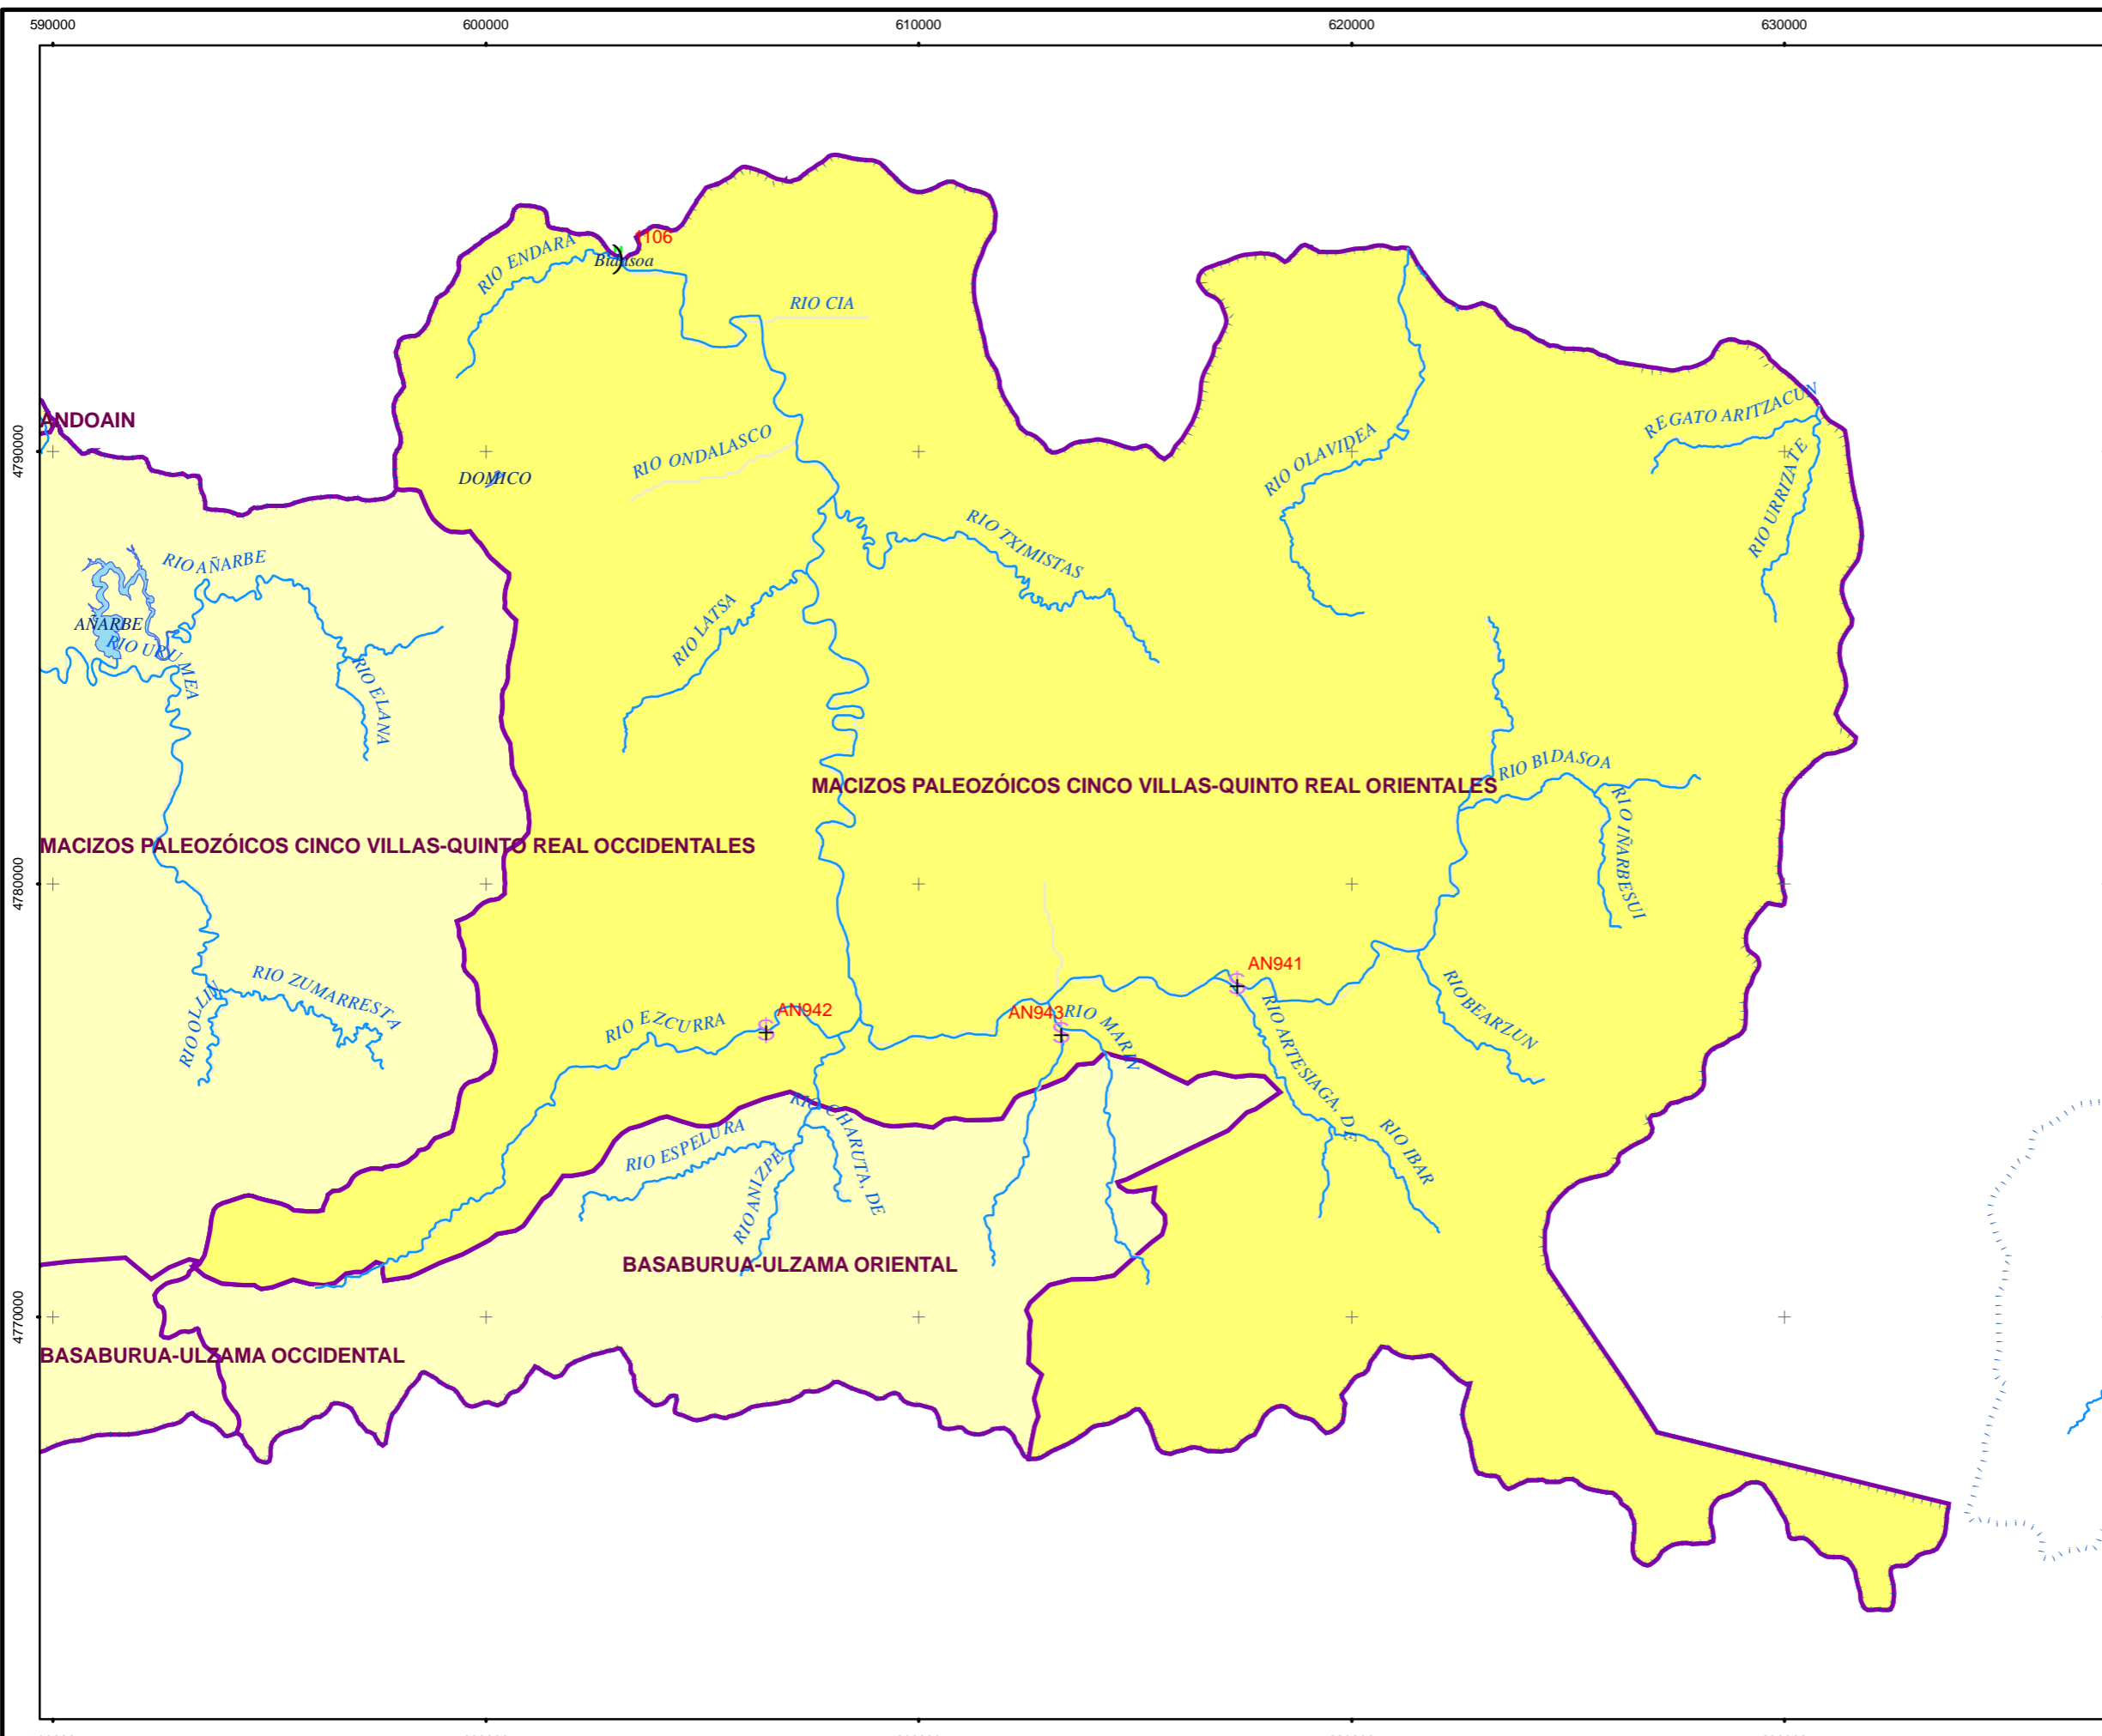 590000
600000
610000
620000
630000
4790000
4780000
4770000
1106
RIO ENDARA
Bidasoa
RIO CIA
ANDOAIN
RIO ONDALASCO
DOMICO
RIO OLAVIDEA
REGATO ARITZACUN
RIO URRIZATE
RIO TXIMISTAS
RIO AÑARBE
AÑARBE
RIO URUMEA
RIO ELANA
RIO LATSA
RIO BIDASOA
MACIZOS PALEOZÓICOS CINCO VILLAS-QUINTO REAL ORIENTALES
RIO IÑARBESUI
MACIZOS PALEOZÓICOS CINCO VILLAS-QUINTO REAL OCCIDENTALES
AN941
RIO ZUMARRESTA
RIO OLLIN
RIO EZCURRA
AN942
AN943
RIO MARIN
RIO ARTESIAGA, DE
RIO BEARZUN
RIO ESPELURA
RIO CHARUTA, DE
RIO ANIZPE
RIO IBAR
BASABURUA-ULZAMA ORIENTAL
BASABURUA-ULZAMA OCCIDENTAL